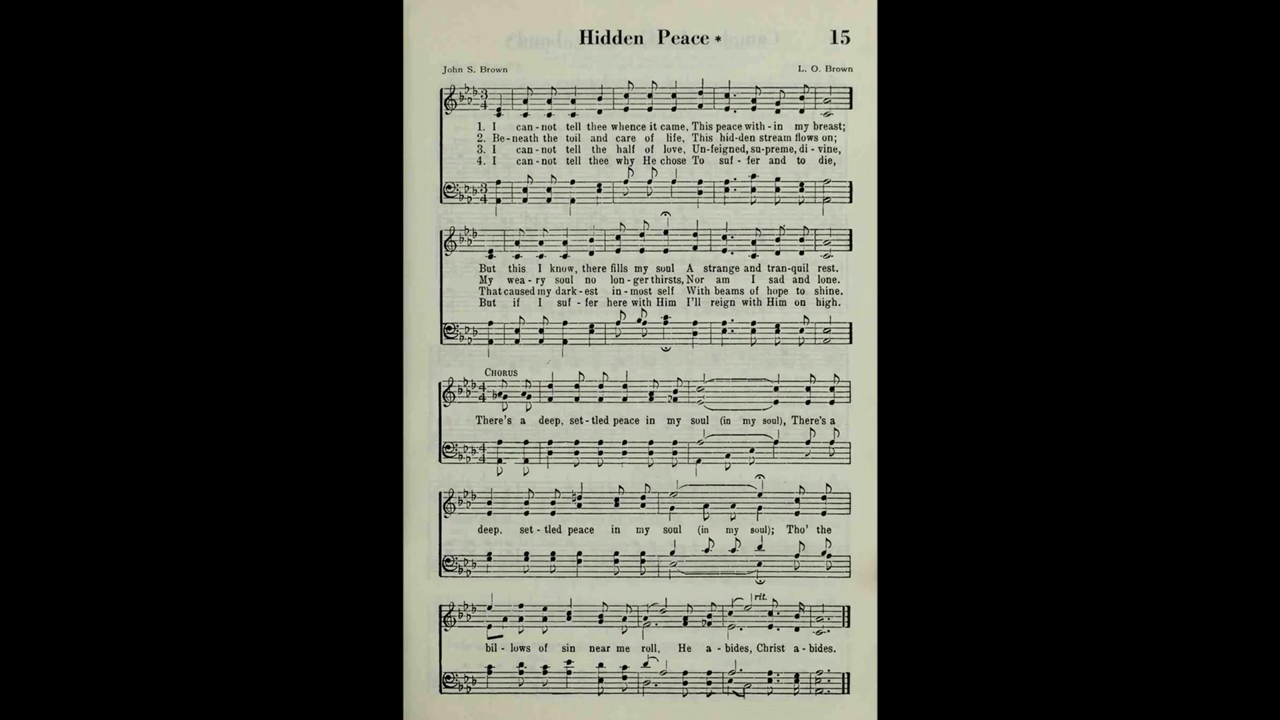 Hidden Peace * 15
John S. Brown L. O. Brown
1. I can-not tell thee whence it came, This peace with-in my breast;
2. Be-neath the toil and care of life, This hid-den stream flows on;
3. I can-not tell the half of love, Un-feigned, su-preme, di-vine,
4. I can-not tell thee why He chose To suf-fer and to die,
But this I know, there fills my soul A strange and tran-quil rest.
My wea-ry soul no lon-ger thirsts, Nor am I sad and lone.
That caused my dark-est in-most self With beams of hope to shine.
But if I suf-fer here with Him I'll reign with Him on high.
CHORUS
There's a deep, set-tled peace in my soul (in my soul), There's a
deep, set-tled peace in my soul (in my soul); Tho' the
rit.
bil-lows of sin near me roll, He a-bides, Christ a-bides.